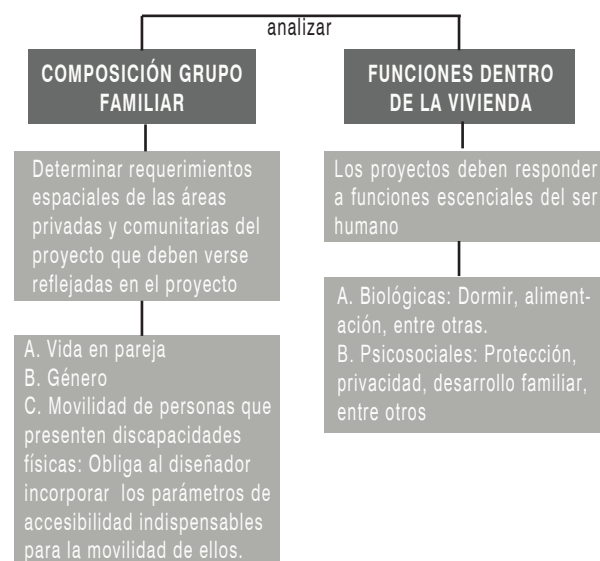 analizar
COMPOSICIÓN GRUPO
FAMILIAR
Determinar requerimientos
espaciales de las áreas
privadas y comunitarias del
proyecto que deben verse
reflejadas en el proyecto
A. Vida en pareja
B. Género
C. Movilidad de personas que
presenten discapacidades
físicas: Obliga al diseñador
incorporar los parámetros de
accesibilidad indispensables
para la movilidad de ellos.
FUNCIONES DENTRO
DE LA VIVIENDA
Los proyectos deben responder
a funciones escenciales del ser
humano
A. Biológicas: Dormir, aliment-
ación, entre otras.
B. Psicosociales: Protección,
privacidad, desarrollo familiar,
entre otros